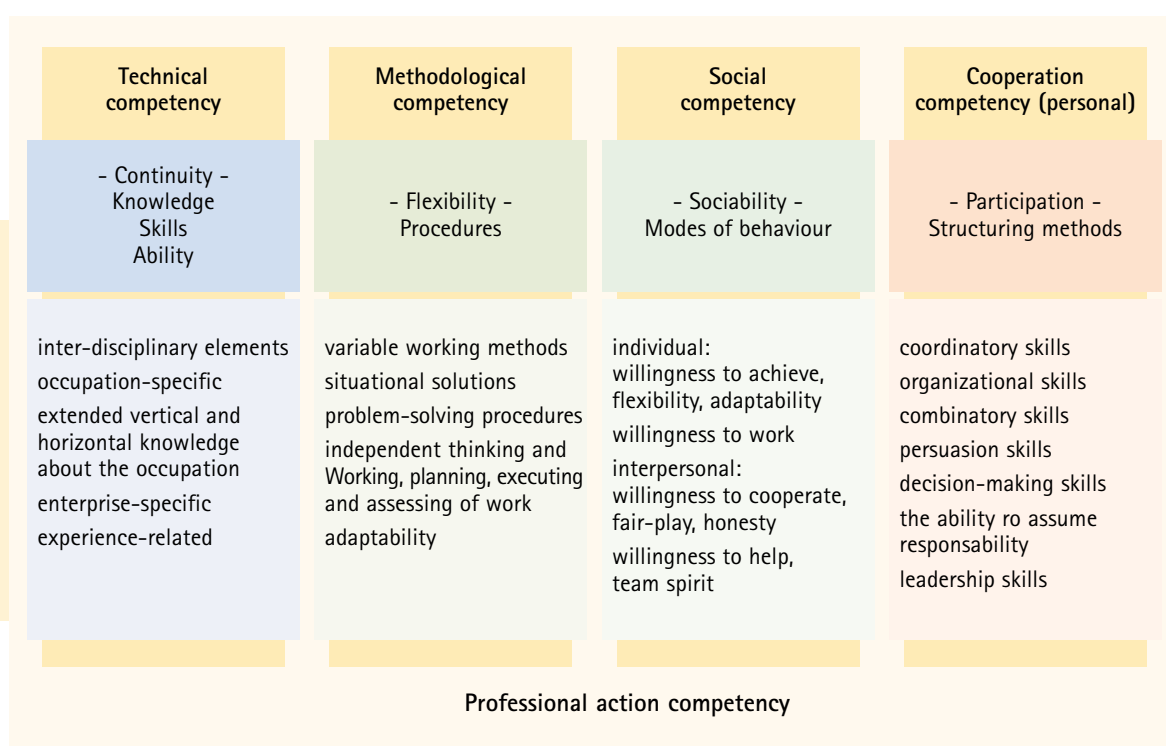 Technical
competency
- Continuity -
Knowledge
Skills
Ability
inter-disciplinary elements
occupation-specific
extended vertical and
horizontal knowledge
about the occupation
enterprise-specific
experience-related
Methodological
competency
- Flexibility -
Procedures
variable working methods
situational solutions
problem-solving procedures
independent thinking and
Working, planning, executing
and assessing of work
adaptability
Social
competency
- Sociability -
Modes of behaviour
individual:
willingness to achieve,
flexibility, adaptability
willingness to work
interpersonal:
willingness to cooperate,
fair-play, honesty
willingness to help,
team spirit
Cooperation
competency (personal)
- Participation -
Structuring methods
coordinatory skills
organizational skills
combinatory skills
persuasion skills
decision-making skills
the ability ro assume
responsability
leadership skills
Professional action competency